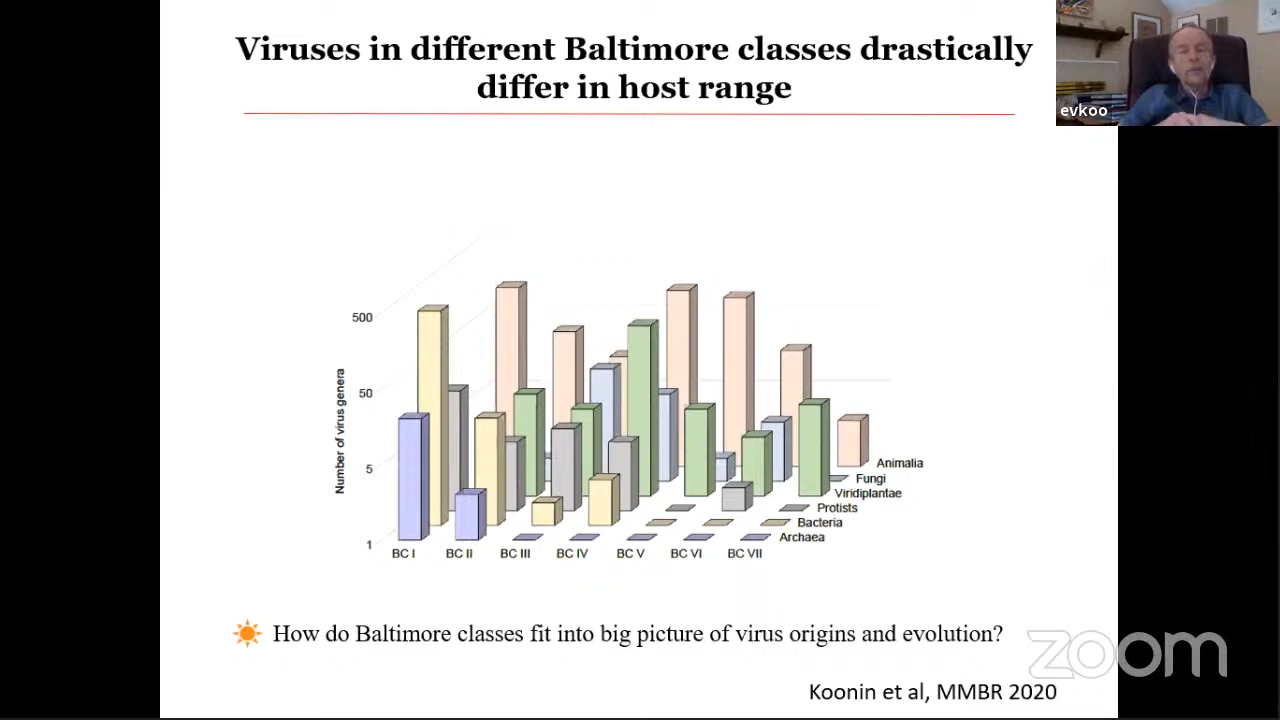 Viruses in different Baltimore classes drastically
differ in host range
evkoo
Number of virus genera
500
50
5
1
BC I
BC II
BC III
BC IV
BC V
BC VI
BC VII
Animalia
Fungi
Viridiplantae
Protists
Bacteria
Archaea
How do Baltimore classes fit into big picture of virus origins and evolution?
zoom
Koonin et al, MMBR 2020